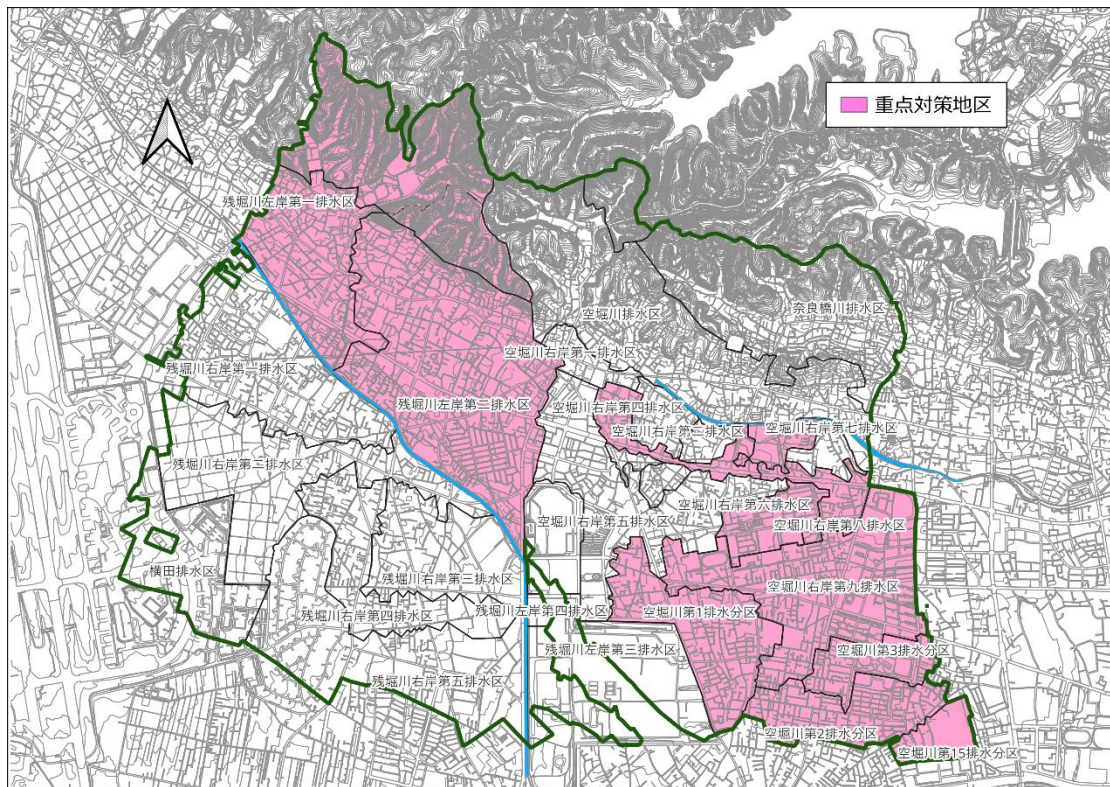 重点対策地区
残堀川左岸第一排水区
奈良橋川排水区
空堀川排水区
空堀川右岸第一排水区
残堀川右岸第一排水区
残堀川左岸第二排水区
空堀川右岸第四排水区
空堀川右岸第二排水区
空堀川右岸第七排水区
残堀川右岸第二排水区
空堀川右岸第六排水区
空堀川右岸第五排水区
空堀川右岸第八排水区
横田排水区
残堀川右岸第三排水区
空堀川右岸第九排水区
残堀川右岸第四排水区
残堀川左岸第四排水区
空堀川第1排水分区
残堀川左岸第三排水区
空堀川第3排水分区
残堀川右岸第五排水区
空堀川第2排水分区
空堀川第15排水分区